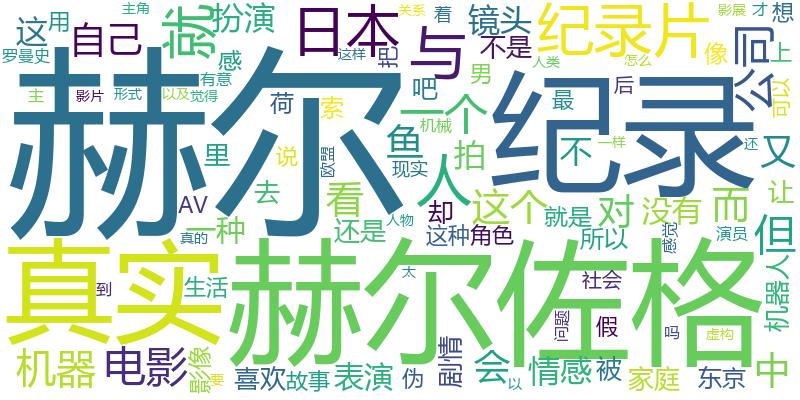 主角
关系
着
影展
才
想
这
用
扮演
日本
与
把
镜头
纪录片
公司
罗曼史
自己
就
感
这样
不是
人类
怎么
像
上
主
影片
形式
以及
觉得
有意
男
吧
一个
后
最
可以
赫尔
荷
索
鱼
机械
纪录
里
说
欧盟
现实
拍
不
又
AV
去
看
人
这个
对
没有
而
让
一样
还
一种
真的
还是
人物
却
这种
角色
就是
所以
感觉
演员
但
机器人
真实
赫尔佐格
到
生活
太
社会
问题
假
吗
虚构
机器
电影
影像
要
喜欢
故事
表演
伪
剧情
会
以
情感
被
家庭
东京
中